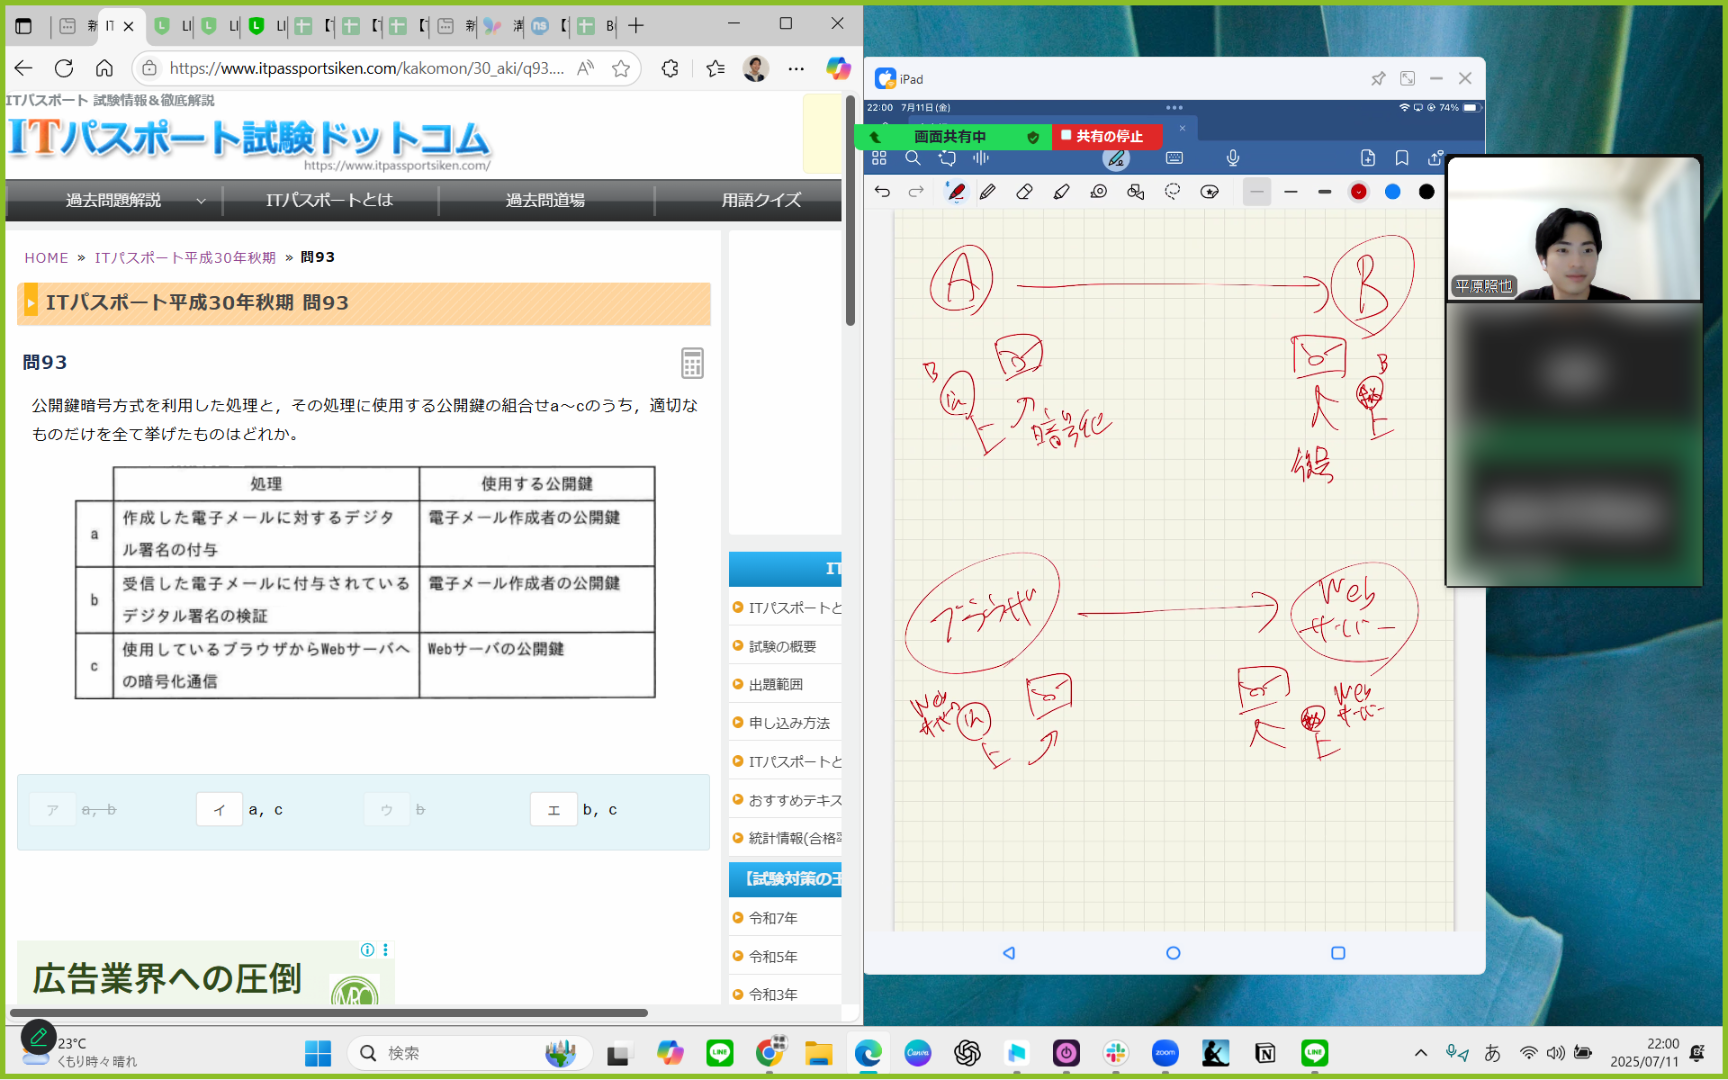 https://www.itpassportsiken.com/kakomon/30_aki/q93....
ITパスポート 試験情報＆徹底解説
ITパスポート試験ドットコム
https://www.itpassportsiken.com/
過去問題解説
ITパスポートとは
過去問道場
用語クイズ
HOME » ITパスポート平成30年秋期 » 問93
ITパスポート平成30年秋期 問93
問93
公開鍵暗号方式を利用した処理と，その処理に使用する公開鍵の組合せa～cのうち，適切な
ものだけを全て挙げたものはどれか。
処理 使用する公開鍵
a 作成した電子メールに対するデジタ
ル署名の付与 電子メール作成者の公開鍵
b 受信した電子メールに付与されている
デジタル署名の検証 電子メール作成者の公開鍵
c 使用しているブラウザからWebサーバへ
の暗号化通信 Webサーバの公開鍵
ア a, b
イ a, c
ウ b
エ b, c
IT
ITパスポートと
試験の概要
出題範囲
申し込み方法
ITパスポートと
おすすめテキス
統計情報(合格率
【試験対策の王
令和7年
令和5年
令和3年
広告業界への圧倒
iPad
22:00 7月11日(金)
74%
画面共有中
共有の停止
A
B
B
公
暗号化
B
秘
復号
ブラウザ
Web
サーバー
Web
サーバー
公
Web
サーバー
秘
平原照也
23°C
くもり時々晴れ
検索
あ
22:00
2025/07/11